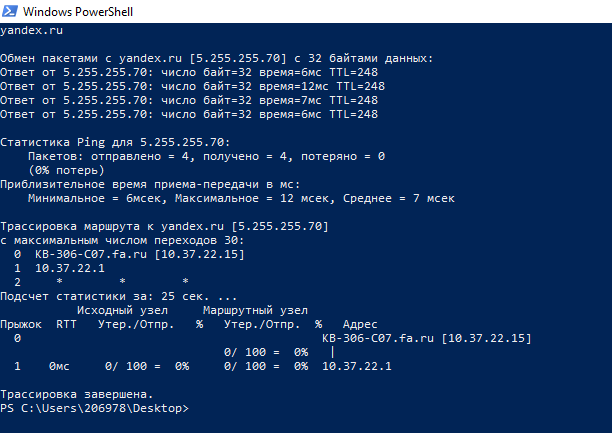 Windows PowerShell
yandex.ru
Обмен пакетами с yandex.ru [5.255.255.70] с 32 байтами данных:
Ответ от 5.255.255.70: число байт=32 время=6мс TTL=248
Ответ от 5.255.255.70: число байт=32 время=12мс TTL=248
Ответ от 5.255.255.70: число байт=32 время=7мс TTL=248
Ответ от 5.255.255.70: число байт=32 время=6мс TTL=248
Статистика Ping для 5.255.255.70:
Пакетов: отправлено = 4, получено = 4, потеряно = 0
(0% потерь)
Приблизительное время приема-передачи в мс:
Минимальное = 6мсек, Максимальное = 12 мсек, Среднее = 7 мсек
Трассировка маршрута к yandex.ru [5.255.255.70]
с максимальным числом переходов 30:
0 KB-306-C07.fa.ru [10.37.22.15]
1 10.37.22.1
2 * * *
Подсчет статистики за: 25 сек. ...
Исходный узел Маршрутный узел
Прыжок RTT Утер./Отпр. % Утер./Отпр. % Адрес
0 KB-306-C07.fa.ru [10.37.22.15]
0/ 100 = 0% |
1 0мс 0/ 100 = 0% 0/ 100 = 0% 10.37.22.1
Трассировка завершена.
PS C:\Users\206978\Desktop>